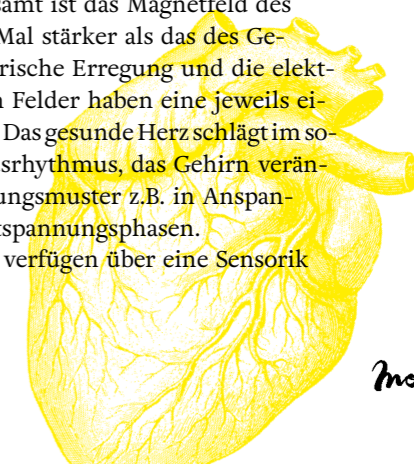 samt ist das Magnetfeld des
Mal stärker als das des Ge-
rische Erregung und die elekt-
n Felder haben eine jeweils ei-
Das gesunde Herz schlägt im so-
srhythmus, das Gehirn verän-
ungsmuster z.B. in Anspan-
tspannungsphasen.
verfügen über eine Sensorik
Mo